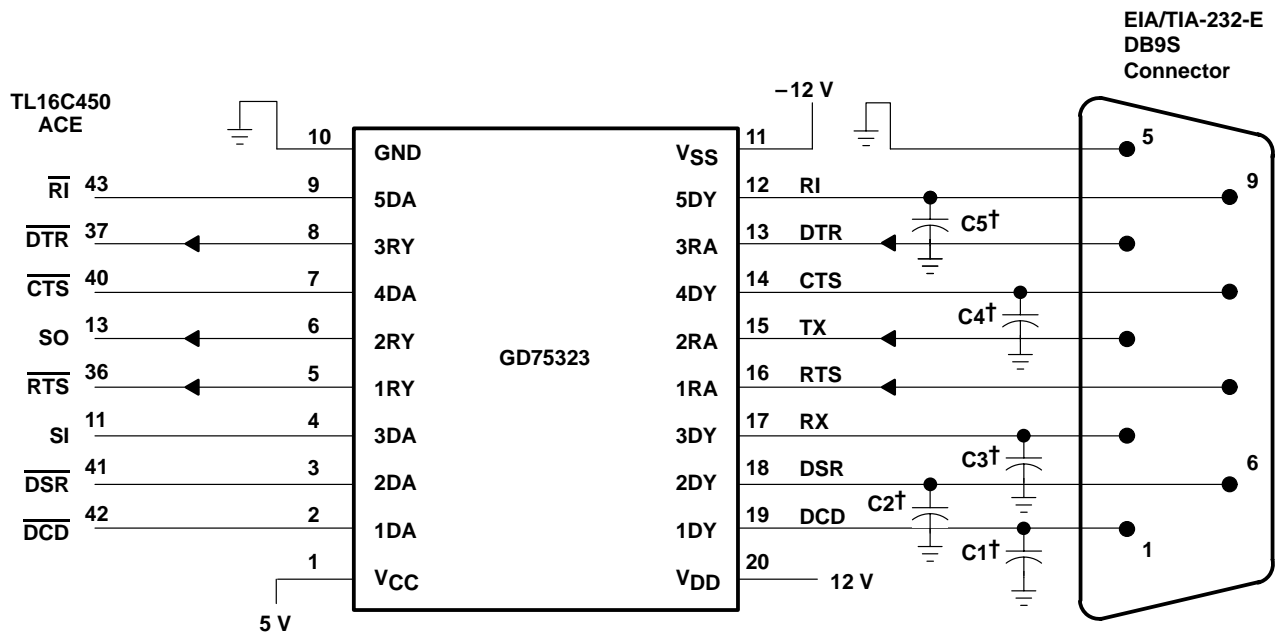 EIA/TIA-232-E
DB9S
Connector
TL16C450
ACE
–12 V
10 GND VSS 11 5
RI 43 9 5DA 5DY 12 RI 9
C5†
DTR 37 8 3RY 3RA 13 DTR
CTS 40 7 4DA 4DY 14 CTS
C4†
SO 13 6 2RY 2RA 15 TX
GD75323
RTS 36 5 1RY 1RA 16 RTS
SI 11 4 3DA 3DY 17 RX
C3†
DSR 41 3 2DA 2DY 18 DSR 6
C2†
DCD 42 2 1DA 1DY 19 DCD 1
C1†
1 VCC VDD 20 12 V
5 V